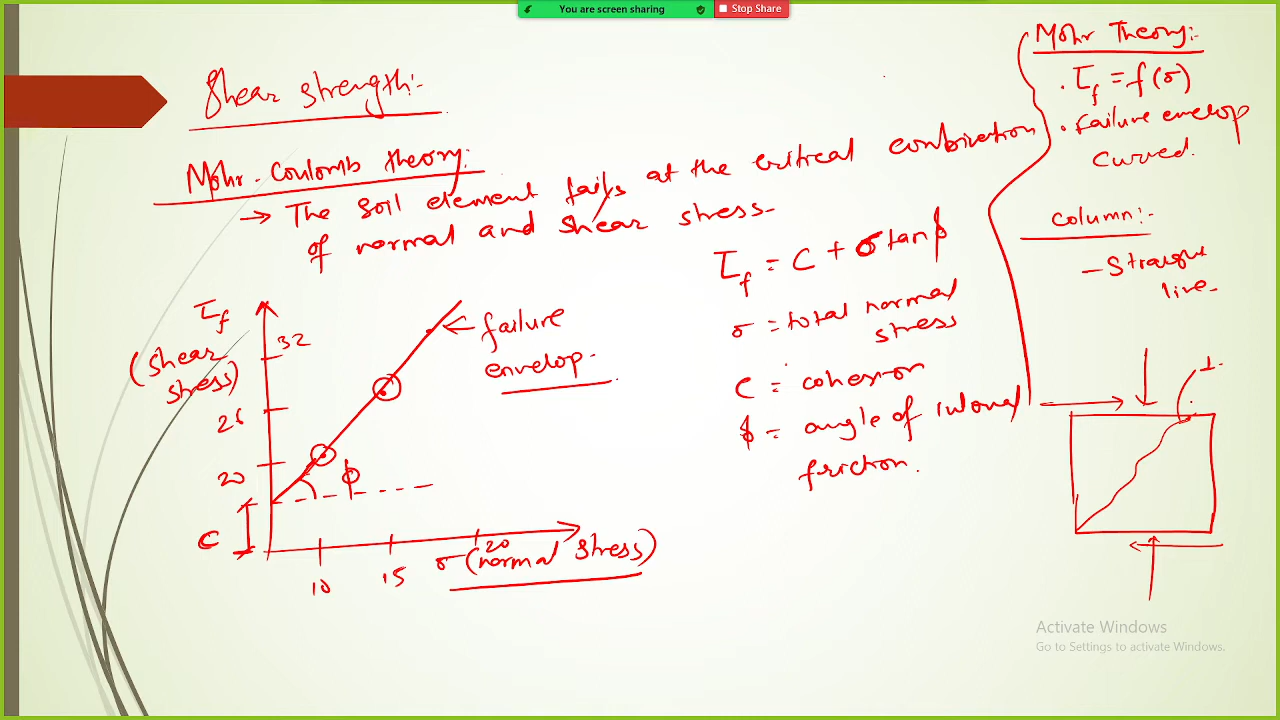 You are screen sharing
Stop Share
Shear strength:-
Mohr-Coulomb theory:
→ The soil element fails at the critical combination
of normal and shear stress-
τf = C + σ tanϕ
σ = total normal
stress
C = cohesion
ϕ = angle of internal
friction.
τf
(shear
stress)
32
26
20
C
ϕ
← failure
envelop-
10
15
20
σ (normal stress)
Mohr Theory:-
. τf = f(σ)
. failure envelop
curved.
Column:-
- Straight
line-
Activate Windows
Go to Settings to activate Windows.